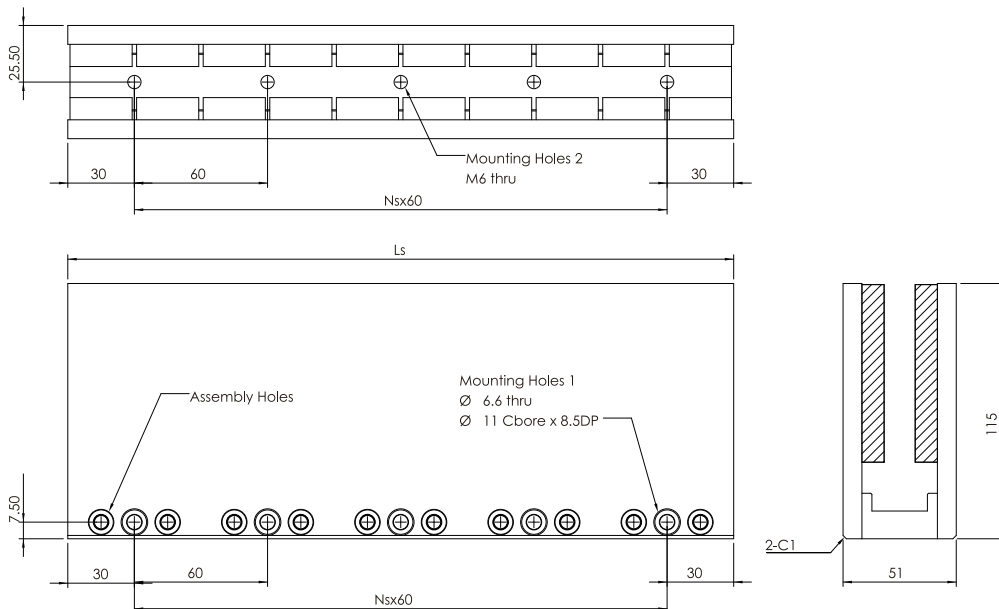 25.50
Mounting Holes 2
M6 thru
30
60
30
Nsx60
Ls
Assembly Holes
Mounting Holes 1
Ø 6.6 thru
Ø 11 Cbore x 8.5DP
7.50
30
60
30
Nsx60
115
2-C1
51